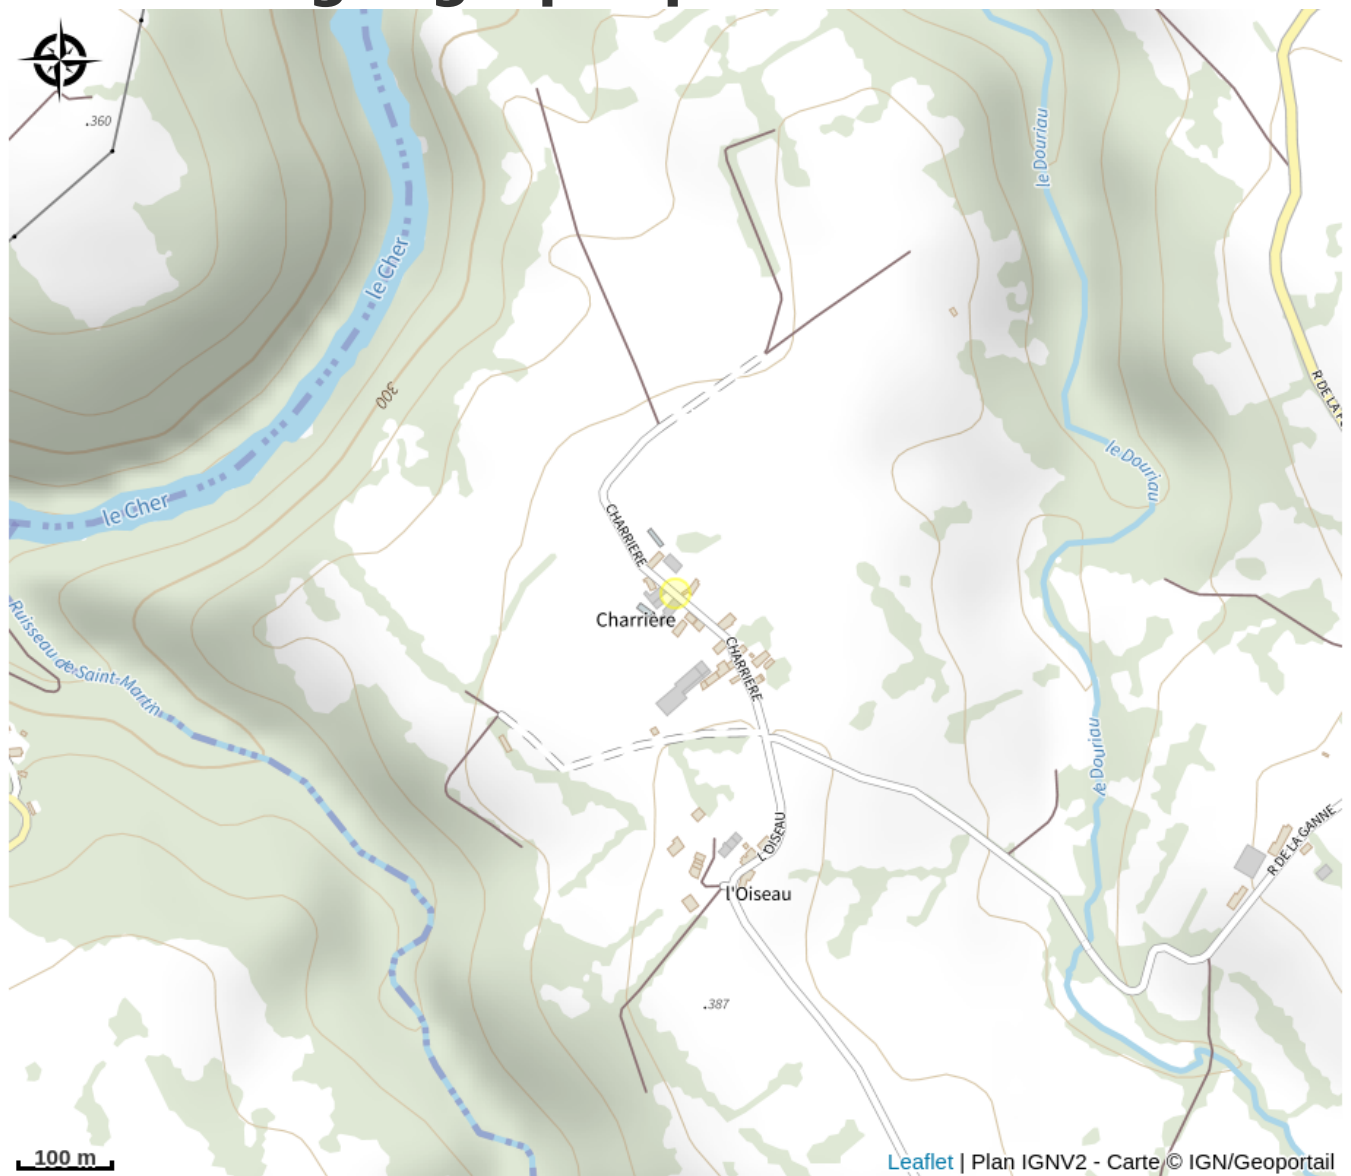 .360
le Cher
le Douriau
300
R DE LA F
le Douriau
le Cher
CHARRIERE
Charrière
Ruisseau de Saint-Martin
CHARRIERE
le Douriau
L'OISEAU
R DE LA GANNE
l'Oiseau
.387
100 m
Leaflet | Plan IGNV2 - Carte © IGN/Geoportail